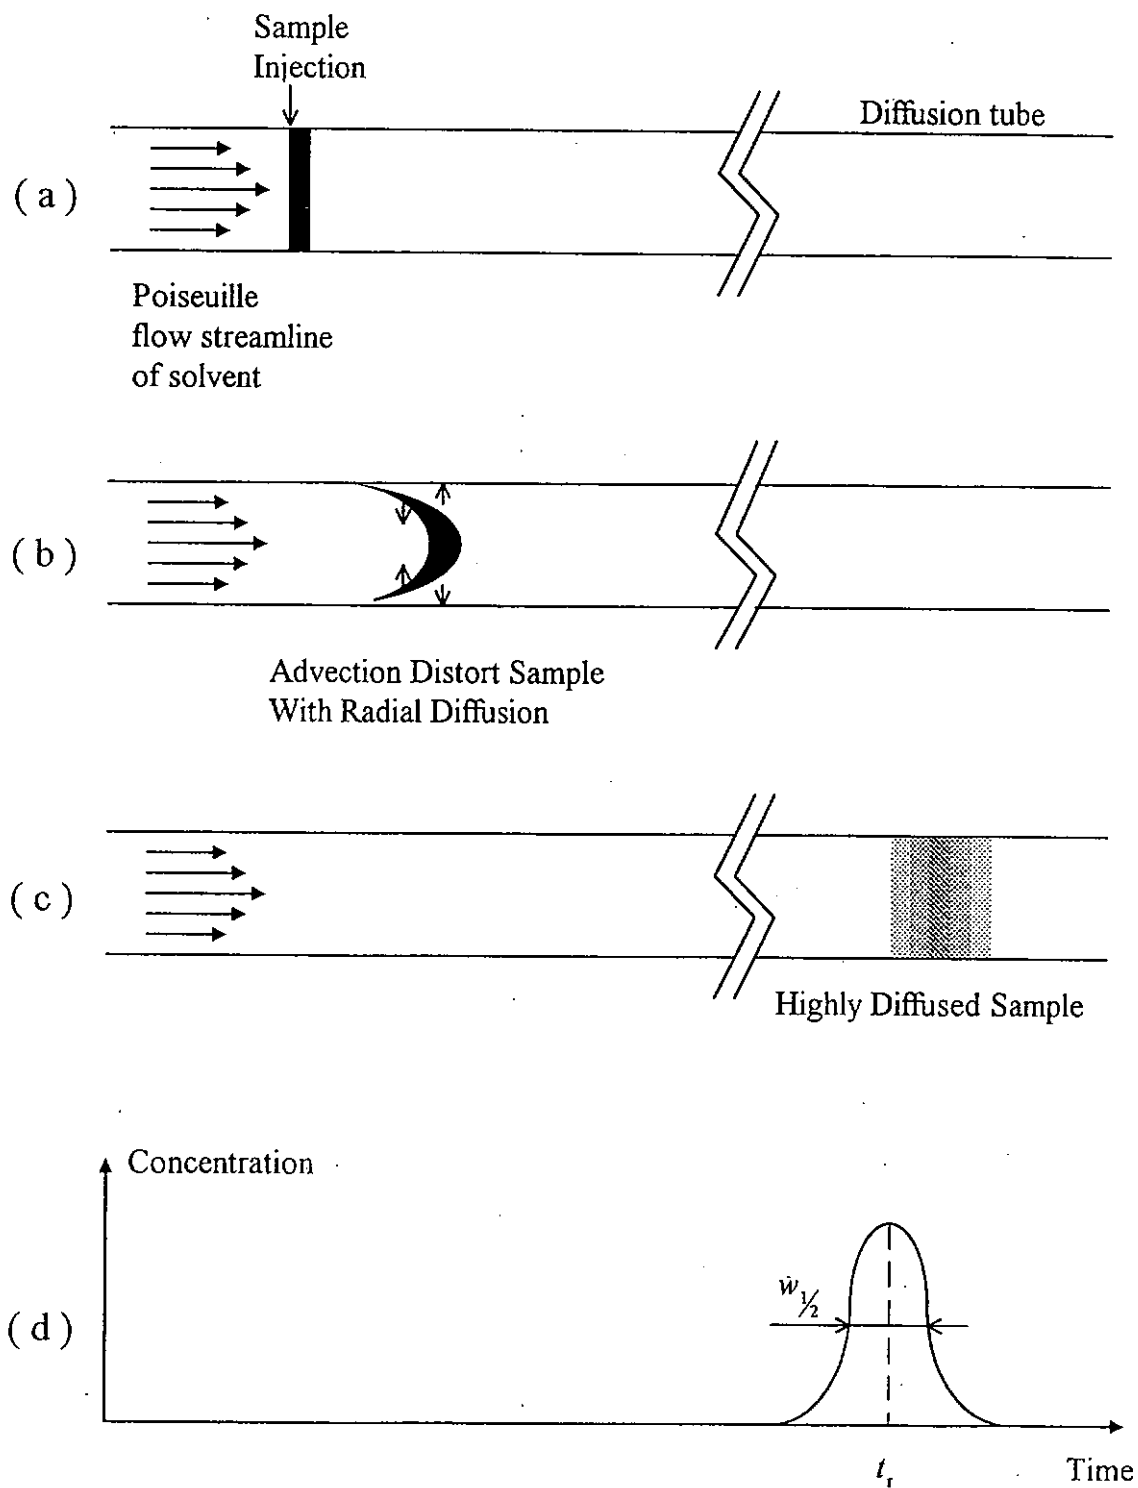 Sample
Injection
Diffusion tube
( a )
Poiseuille
flow streamline
of solvent
( b )
Advection Distort Sample
With Radial Diffusion
( c )
Highly Diffused Sample
Concentration
w½
( d )
tr
Time